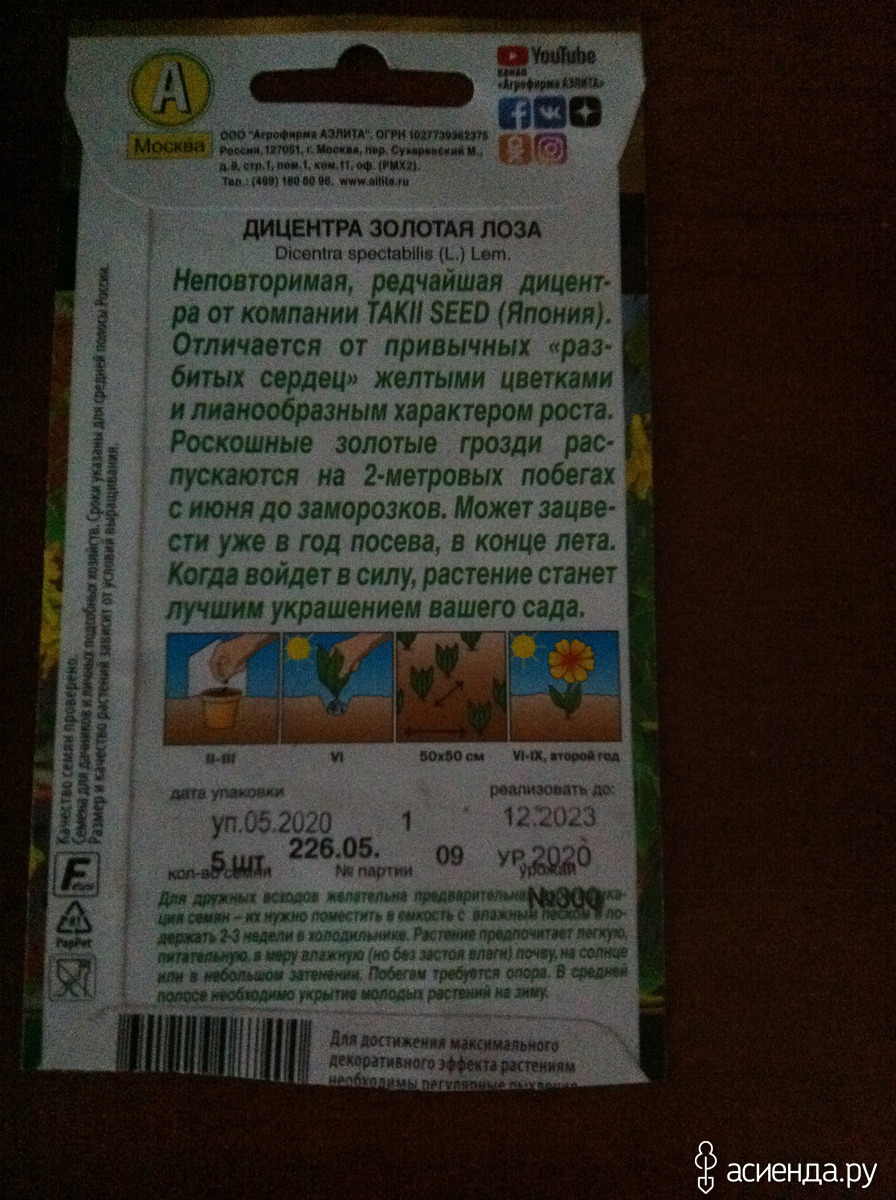 А
Москва
ООО "Агрофирма АЭЛИТА". ОГРН 1027739362375
Россия,127051, г. Москва, пер. Сухаревский М.,
д.9, стр.1, пом.1, ком.11, оф. (РМХ2).
Тел.: (499) 180 80 96, www.ailita.ru
YouTube
канал
«Агрофирма АЭЛИТА»
ДИЦЕНТРА ЗОЛОТАЯ ЛОЗА
Dicentra spectabilis (L.) Lem.
Неповторимая, редчайшая дицент-
ра от компании TAKII SEED (Япония).
Отличается от привычных «раз-
битых сердец» желтыми цветками
и лианообразным характером роста.
Роскошные золотые грозди рас-
пускаются на 2-метровых побегах
с июня до заморозков. Может зацве-
сти уже в год посева, в конце лета.
Когда войдет в силу, растение станет
лучшим украшением вашего сада.
II-III
VI
50х50 см
VI-IX, второй год
дата упаковки
реализовать до:
уп.05.2020 1 12.2023
5 шт. 226.05. 09 УР.2020
кол-во семян № партии урожай
№300
Для дружных всходов желательна предварительная
ция семян – их нужно поместить в емкость с влажным песком и по-
держать 2-3 недели в холодильнике. Растение предпочитает легкую,
питательную, в меру влажную (но без застоя влаги) почву, на солнце
или в небольшом затенении. Побегам требуется опора. В средней
полосе необходимо укрытие молодых растений на зиму.
Для достижения максимального
декоративного эффекта растениям
необходимы регулярные рыхление
Качество семян проверено.
Семена для дачников и личных подсобных хозяйств. Сроки указаны для средней полосы России.
Размер и качество растений зависит от условий выращивания.
F
81
PapPet
асиенда.ру